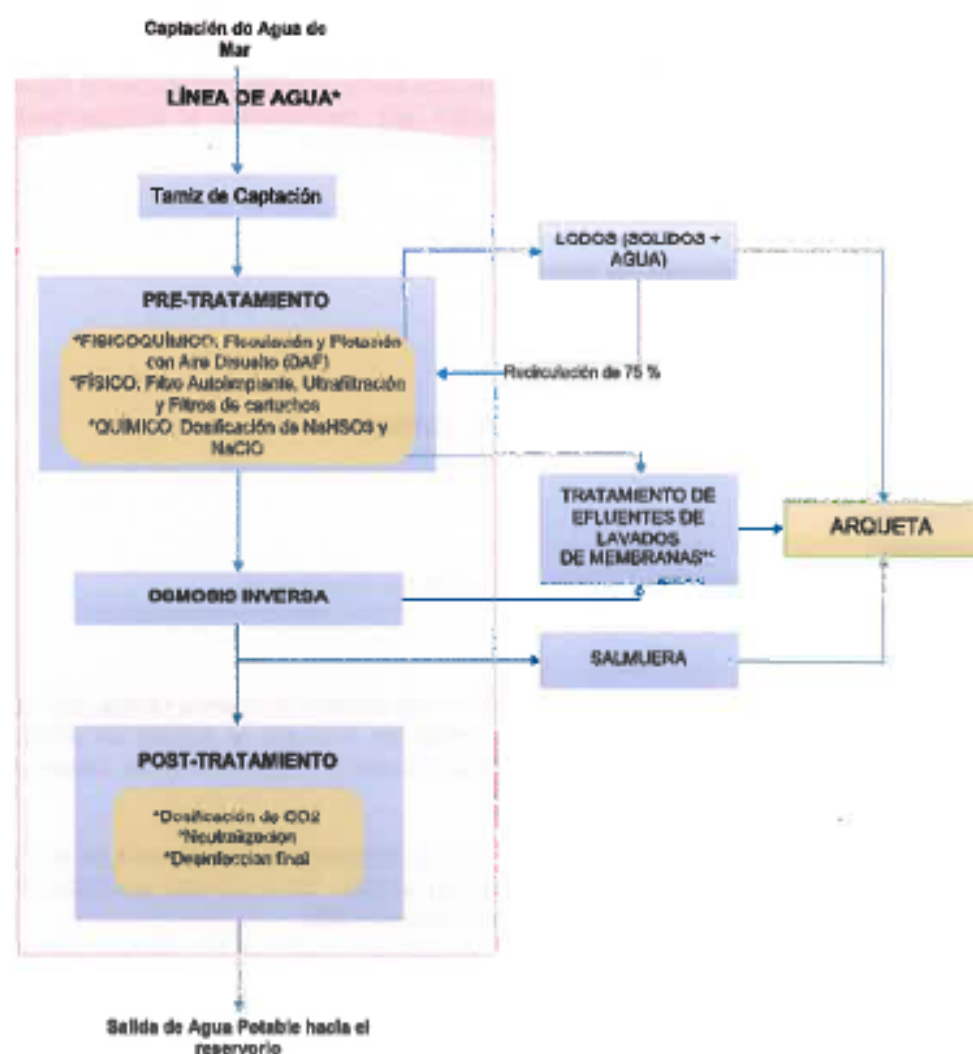 Captación do Agua de
Mar
LÍNEA DE AGUA*
Tamiz de Captación
LODOS (SOLIDOS +
AGUA)
PRE-TRATAMIENTO
*FISICOQUÍMICO: Floculación y Flotación
con Aire Disuelto (DAF)
*FÍSICO: Filtro Autolimpiante, Ultrafiltración
y Filtros de cartuchos
*QUÍMICO: Dosificación de NaHSO3 y
NaClO
Recirculación de 75 %
TRATAMIENTO DE
EFLUENTES DE
LAVADOS
DE MEMBRANAS**
ARQUETA
OSMOSIS INVERSA
SALMUERA
POST-TRATAMIENTO
*Dosificación de CO2
*Neutralizacion
*Desinfeccion final
Salida de Agua Potable hacia el
reservorio